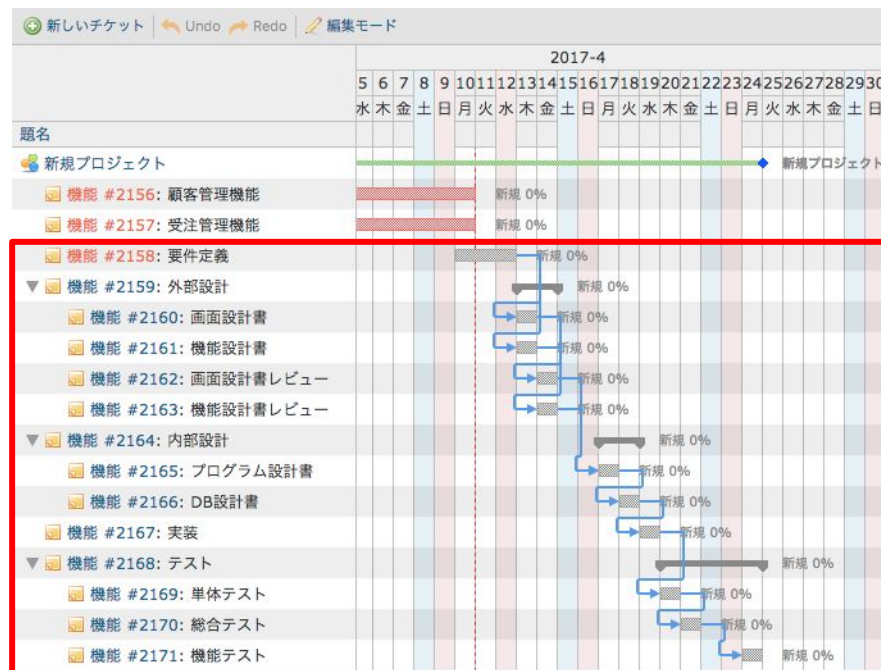 新しいチケット Undo Redo 編集モード
2017-4
5 6 7 8 9 10 11 12 13 14 15 16 17 18 19 20 21 22 23 24 25 26 27 28 29 30
水 木 金 土 日 月 火 水 木 金 土 日 月 火 水 木 金 土 日 月 火 水 木 金 土 日
題名
新規プロジェクト 新規プロジェクト
機能 #2156: 顧客管理機能 新規 0%
機能 #2157: 受注管理機能 新規 0%
機能 #2158: 要件定義 新規 0%
機能 #2159: 外部設計 新規 0%
機能 #2160: 画面設計書 新規 0%
機能 #2161: 機能設計書 新規 0%
機能 #2162: 画面設計書レビュー 新規 0%
機能 #2163: 機能設計書レビュー 新規 0%
機能 #2164: 内部設計 新規 0%
機能 #2165: プログラム設計書 新規 0%
機能 #2166: DB設計書 新規 0%
機能 #2167: 実装 新規 0%
機能 #2168: テスト 新規 0%
機能 #2169: 単体テスト 新規 0%
機能 #2170: 総合テスト 新規 0%
機能 #2171: 機能テスト 新規 0%